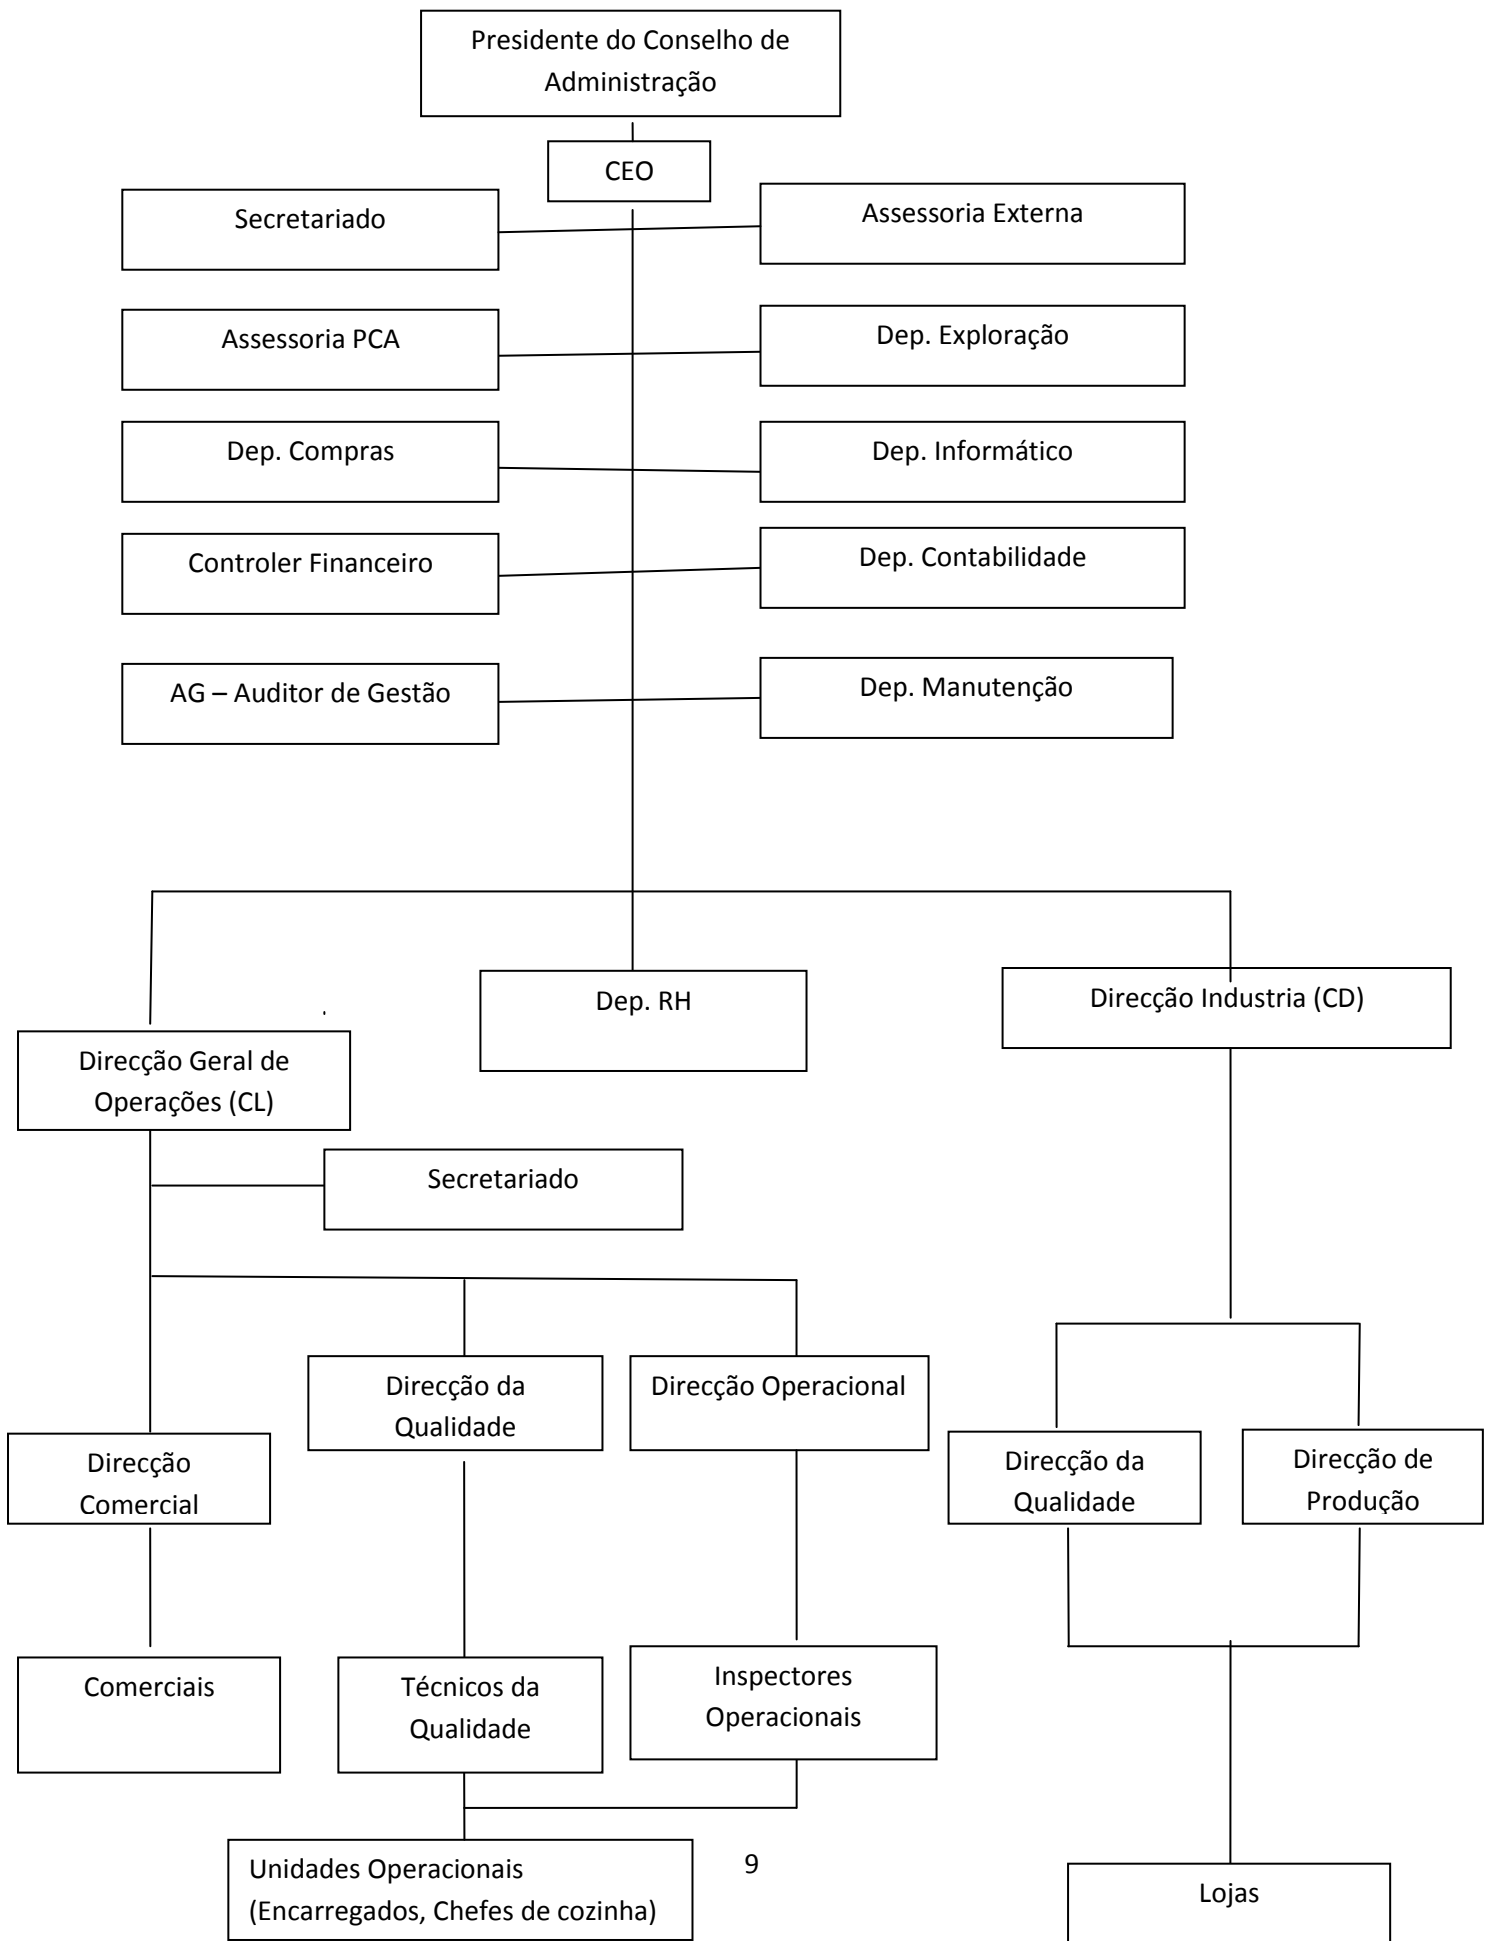 Presidente do Conselho de
Administração
CEO
Secretariado
Assessoria Externa
Assessoria PCA
Dep. Exploração
Dep. Compras
Dep. Informático
Controler Financeiro
Dep. Contabilidade
AG – Auditor de Gestão
Dep. Manutenção
Dep. RH
Direcção Industria (CD)
Direcção Geral de
Operações (CL)
Secretariado
Direcção da
Qualidade
Direcção Operacional
Direcção
Comercial
Direcção da
Qualidade
Direcção de
Produção
Comerciais
Técnicos da
Qualidade
Inspectores
Operacionais
Unidades Operacionais
(Encarregados, Chefes de cozinha)
9
Lojas